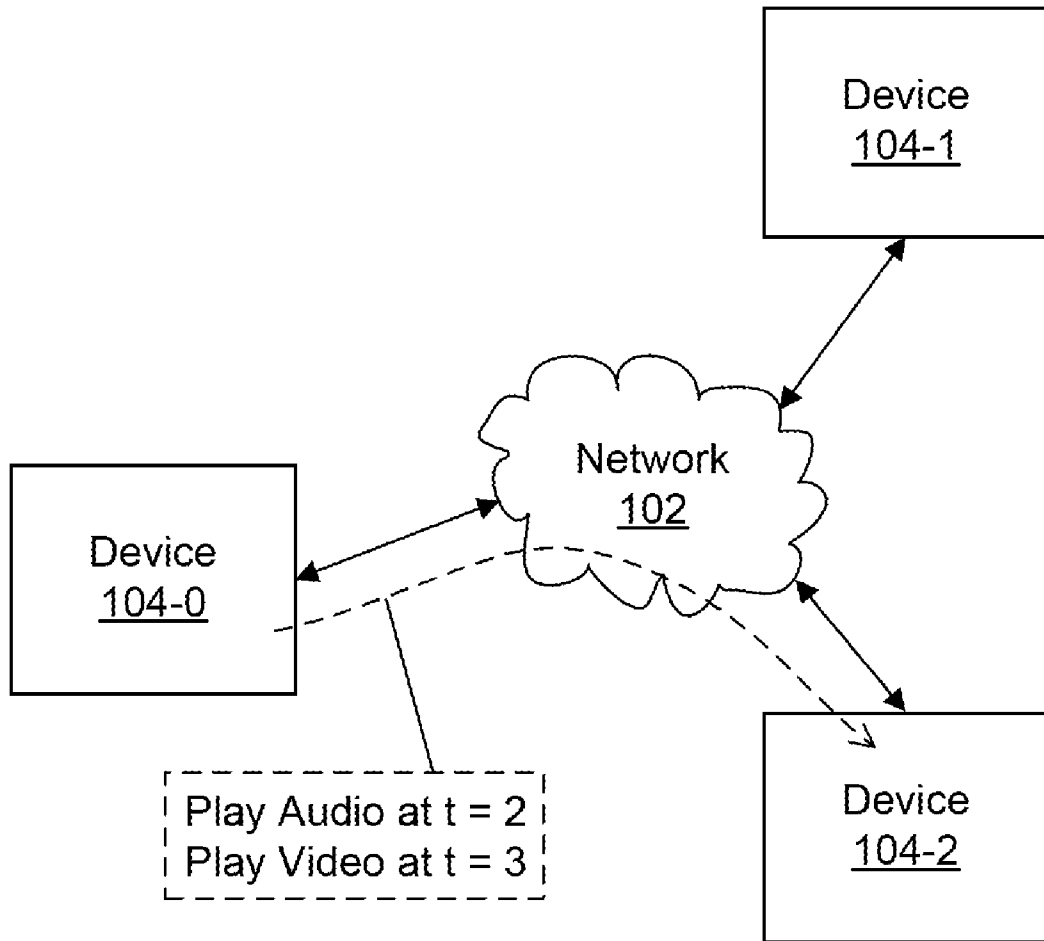 Device
104-1
Network
102
Device
104-0
Play Audio at t = 2
Play Video at t = 3
Device
104-2